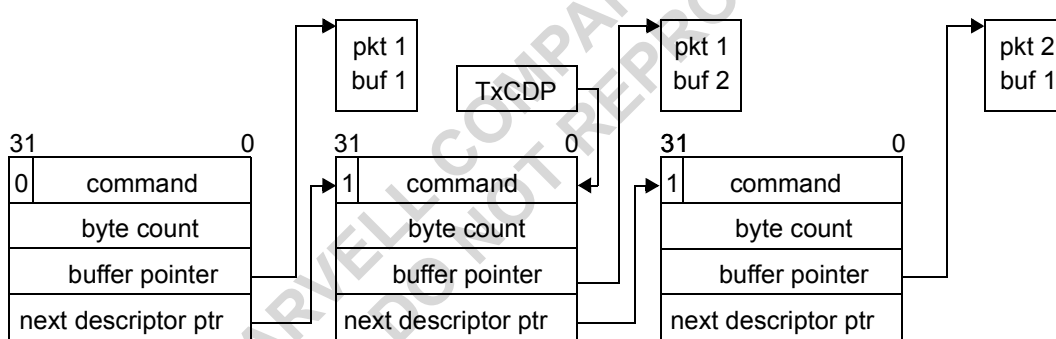 pkt 1
buf 1
TxCDP
pkt 1
buf 2
pkt 2
buf 1
31 0
0 command
byte count
buffer pointer
next descriptor ptr
31 0
1 command
byte count
buffer pointer
next descriptor ptr
31 0
1 command
byte count
buffer pointer
next descriptor ptr